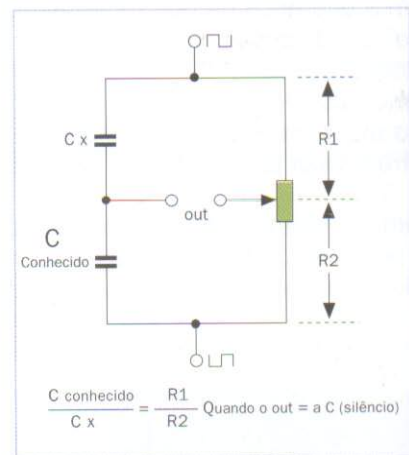 C x
R1
out
C
Conhecido
R2
C conhecido
C x
=
R1
R2
Quando o out = a C (silêncio)